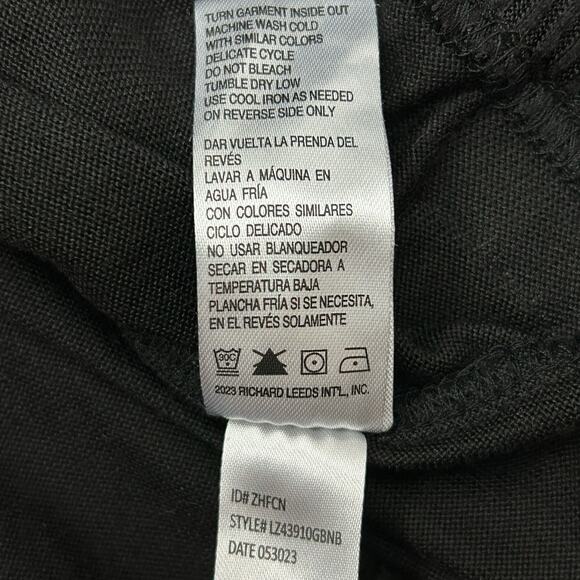 TURN GARMENT INSIDE OUT
MACHINE WASH COLD
WITH SIMILAR COLORS
DELICATE CYCLE
DO NOT BLEACH
TUMBLE DRY LOW
USE COOL IRON AS NEEDED
ON REVERSE SIDE ONLY
DAR VUELTA LA PRENDA DEL
REVÉS
LAVAR A MÁQUINA EN
AGUA FRÍA
CON COLORES SIMILARES
CICLO DELICADO
NO USAR BLANQUEADOR
SECAR EN SECADORA A
TEMPERATURA BAJA
PLANCHA FRÍA SI SE NECESITA,
EN EL REVÉS SOLAMENTE
30C
2023 RICHARD LEEDS INT'L, INC.
ID# ZHFCN
STYLE# LZ43910GBNB
DATE 053023